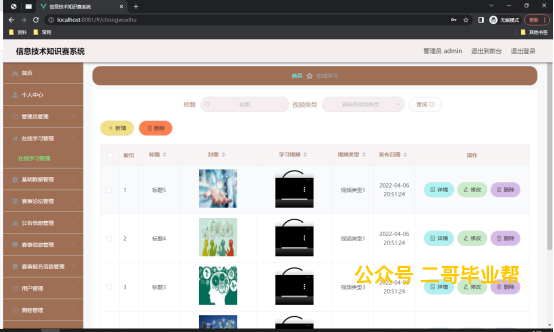 信息技术知识赛系统
localhost:8081/#/chongwuzhu
无痕模式
更新
资料
常用
其他书签
信息技术知识赛系统
管理员 admin
退出到前台
退出登录
首页
个人中心
管理员管理
在线学习管理
在线学习管理
基础数据管理
赛事论坛管理
公告信息管理
赛事信息管理
赛事报名信息管理
用户管理
测程管理
首页 在线学习
标题 标题 视频类型 请选择视频类型 查询
+ 新增 删除
索引 标题 封面 学习视频 视频类型 发布日期 操作
1 标题5 视频类型1 2022-04-06 20:51:24 详情 修改 删除
2 标题4 视频类型1 2022-04-06 20:51:24 详情 修改 删除
3 标题3 视频类型1 2022-04-06 20:51:24 详情 修改 删除
公众号 二哥毕业帮